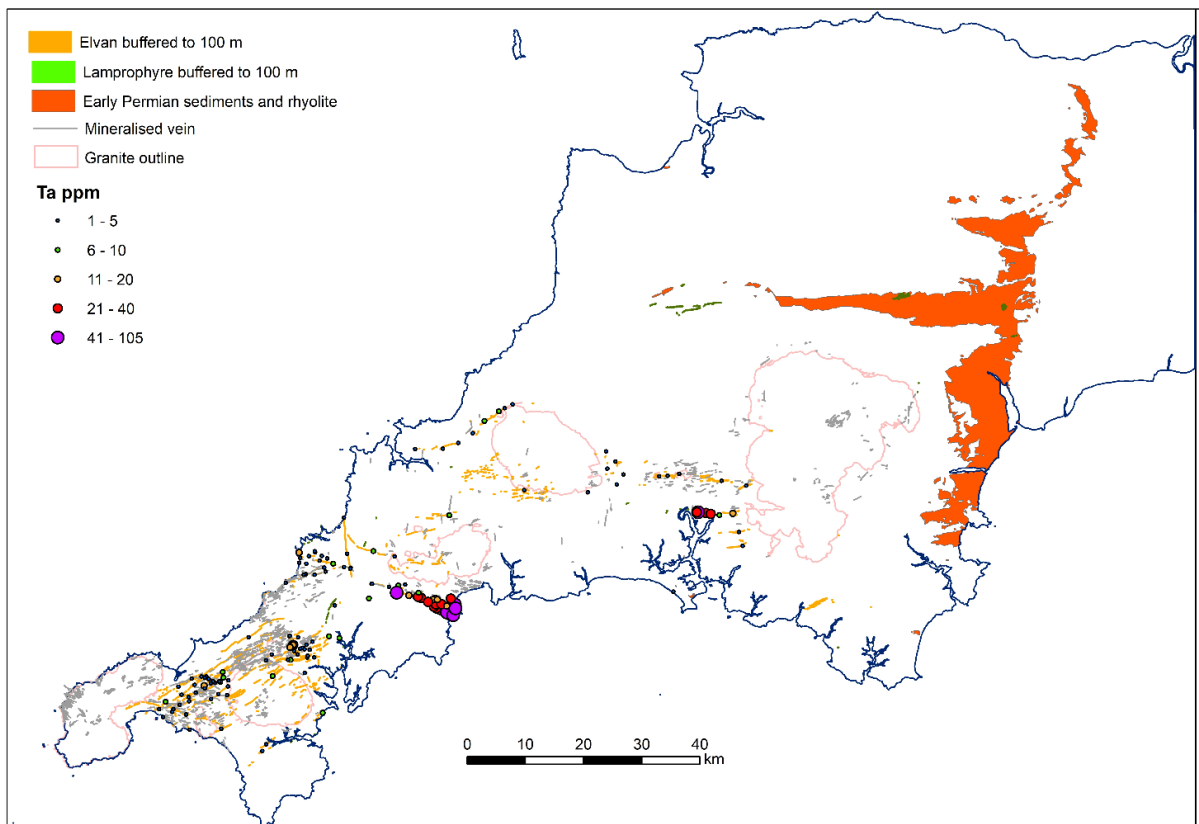 Elvan buffered to 100 m
Lamprophyre buffered to 100 m
Early Permian sediments and rhyolite
Mineralised vein
Granite outline
Ta ppm
1 - 5
6 - 10
11 - 20
21 - 40
41 - 105
0 10 20 30 40
km